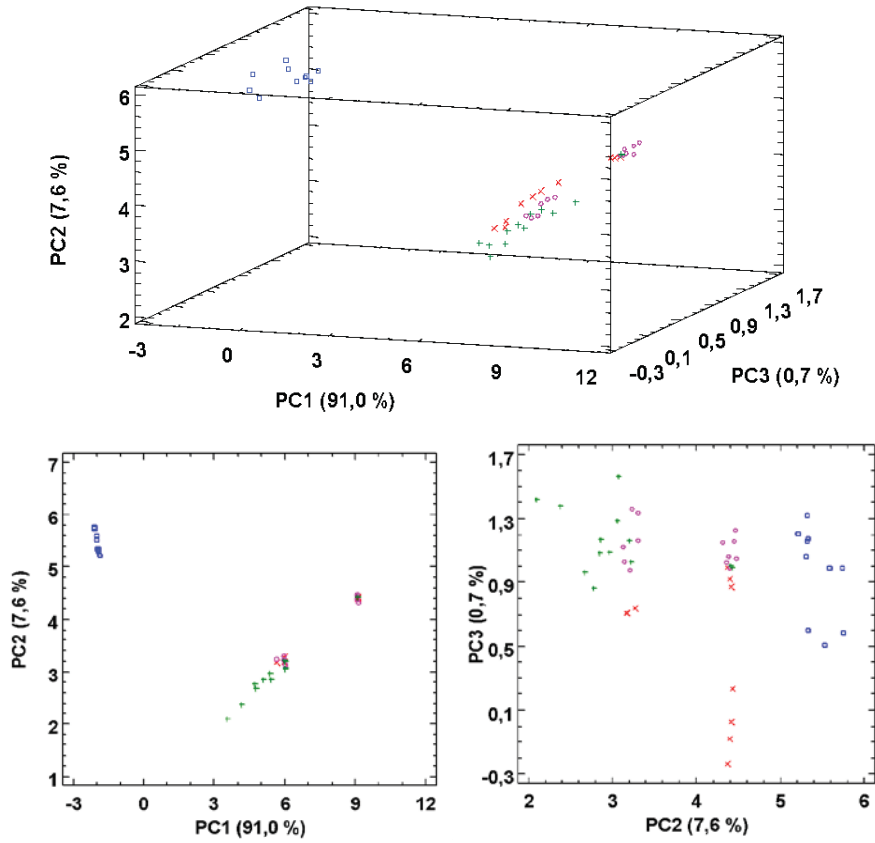 6
5
4
3
2
PC2 (7,6 %)
-3 0 3 6 9 12
PC1 (91,0 %)
-0,3 0,1 0,5 0,9 1,3 1,7
PC3 (0,7 %)
7
6
5
4
3
2
1
PC2 (7,6 %)
-3 0 3 6 9 12
PC1 (91,0 %)
1,7
1,3
0,9
0,5
0,1
-0,3
PC3 (0,7 %)
2 3 4 5 6
PC2 (7,6 %)